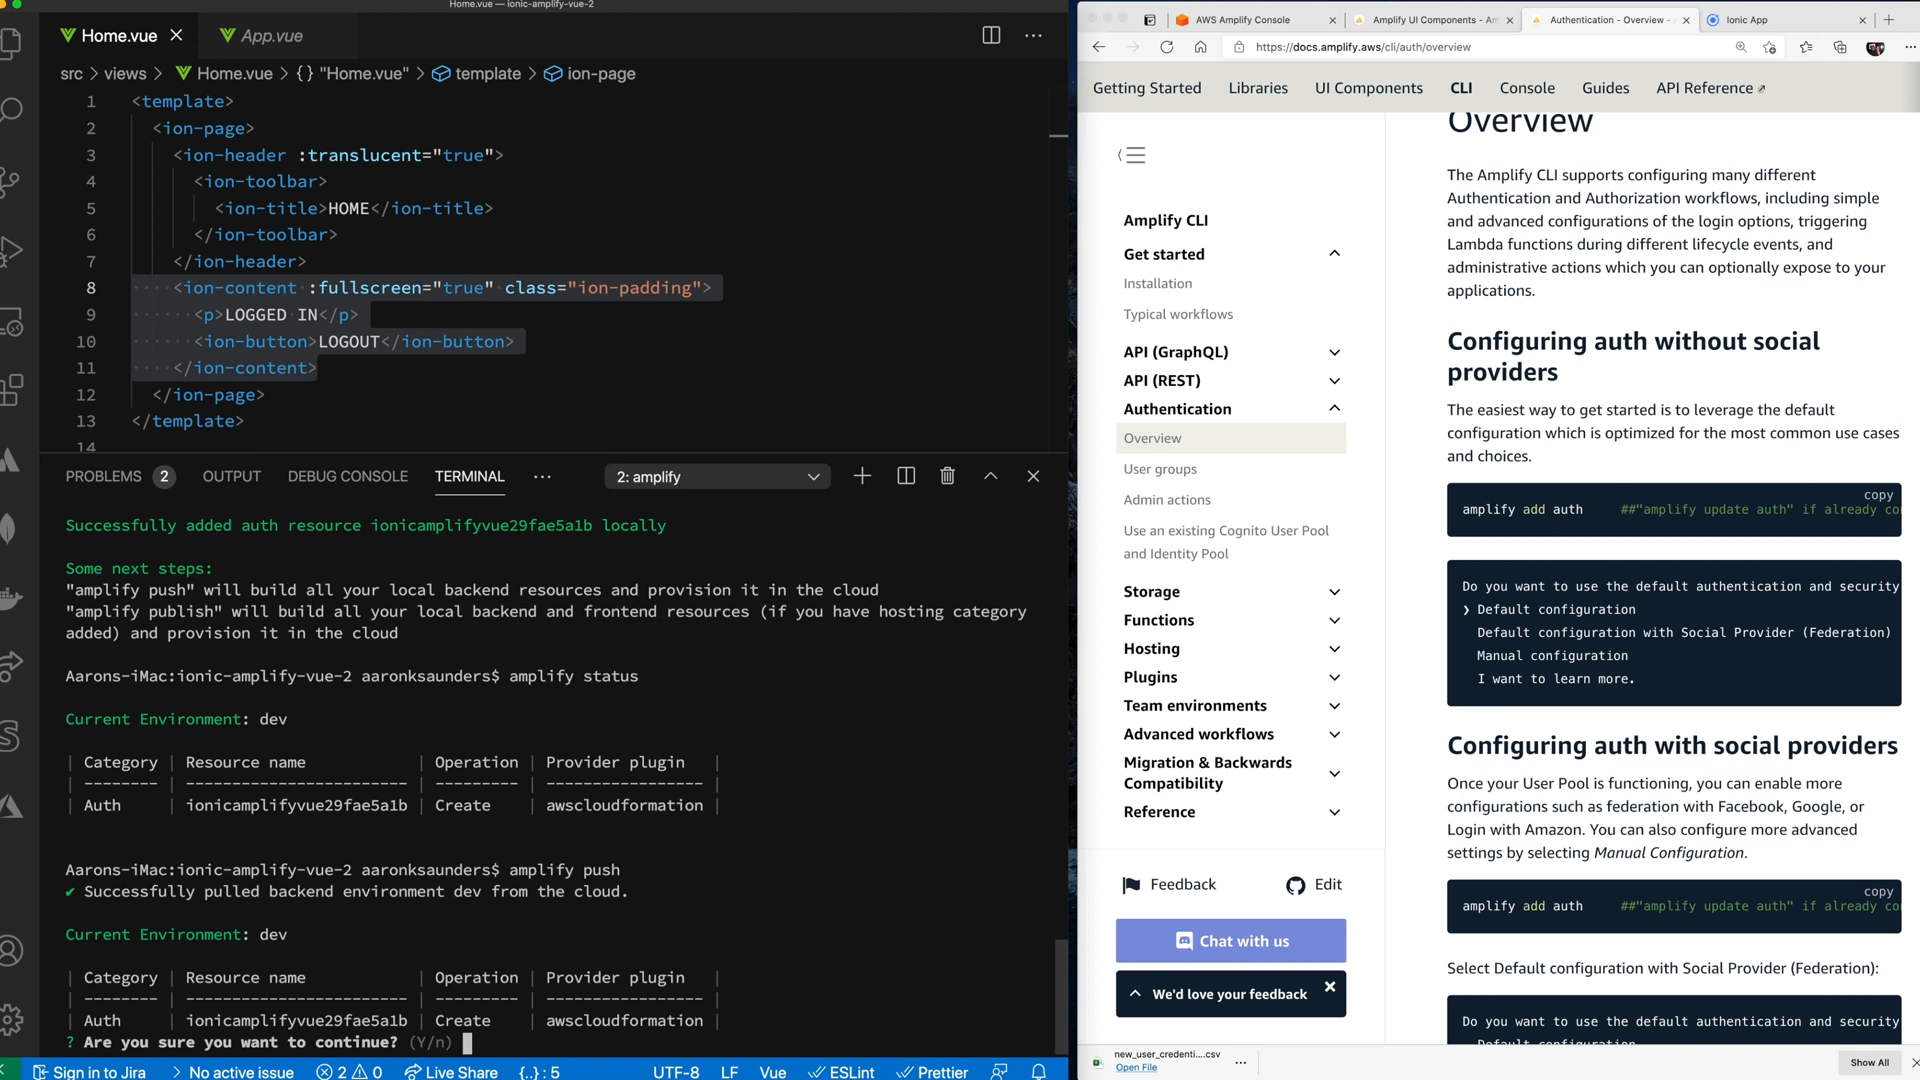 Home.vue — ionic-amplify-vue-2
Home.vue
App.vue
src > views > Home.vue > {} "Home.vue" > template > ion-page
1 <template>
2 <ion-page>
3 <ion-header :translucent="true">
4 <ion-toolbar>
5 <ion-title>HOME</ion-title>
6 </ion-toolbar>
7 </ion-header>
8 <ion-content :fullscreen="true" class="ion-padding">
9 <p>LOGGED IN</p>
10 <ion-button>LOGOUT</ion-button>
11 </ion-content>
12 </ion-page>
13 </template>
14
PROBLEMS 2 OUTPUT DEBUG CONSOLE TERMINAL ... 2: amplify
Successfully added auth resource ionicamplifyvue29fae5a1b locally
Some next steps:
"amplify push" will build all your local backend resources and provision it in the cloud
"amplify publish" will build all your local backend and frontend resources (if you have hosting category
added) and provision it in the cloud
Aarons-iMac:ionic-amplify-vue-2 aaronksaunders$ amplify status
Current Environment: dev
| Category | Resource name | Operation | Provider plugin |
| -------- | ------------------------ | --------- | ----------------- |
| Auth | ionicamplifyvue29fae5a1b | Create | awscloudformation |
Aarons-iMac:ionic-amplify-vue-2 aaronksaunders$ amplify push
✔ Successfully pulled backend environment dev from the cloud.
Current Environment: dev
| Category | Resource name | Operation | Provider plugin |
| -------- | ------------------------ | --------- | ----------------- |
| Auth | ionicamplifyvue29fae5a1b | Create | awscloudformation |
? Are you sure you want to continue? (Y/n)
Sign in to Jira No active issue 2 0 Live Share {..} : 5 UTF-8 LF Vue ESLint Prettier
AWS Amplify Console
Amplify UI Components - Am
Authentication - Overview -
Ionic App
https://docs.amplify.aws/cli/auth/overview
Getting Started Libraries UI Components CLI Console Guides API Reference
Amplify CLI
Get started
Installation
Typical workflows
API (GraphQL)
API (REST)
Authentication
Overview
User groups
Admin actions
Use an existing Cognito User Pool
and Identity Pool
Storage
Functions
Hosting
Plugins
Team environments
Advanced workflows
Migration & Backwards
Compatibility
Reference
Feedback
Edit
Chat with us
We'd love your feedback
Overview
The Amplify CLI supports configuring many different
Authentication and Authorization workflows, including simple
and advanced configurations of the login options, triggering
Lambda functions during different lifecycle events, and
administrative actions which you can optionally expose to your
applications.
Configuring auth without social
providers
The easiest way to get started is to leverage the default
configuration which is optimized for the most common use cases
and choices.
copy
amplify add auth ##"amplify update auth" if already co
Do you want to use the default authentication and security
❯ Default configuration
Default configuration with Social Provider (Federation)
Manual configuration
I want to learn more.
Configuring auth with social providers
Once your User Pool is functioning, you can enable more
configurations such as federation with Facebook, Google, or
Login with Amazon. You can also configure more advanced
settings by selecting Manual Configuration.
copy
amplify add auth ##"amplify update auth" if already co
Select Default configuration with Social Provider (Federation):
Do you want to use the default authentication and security
Default configuration
new_user_credenti....csv
Open File
Show All